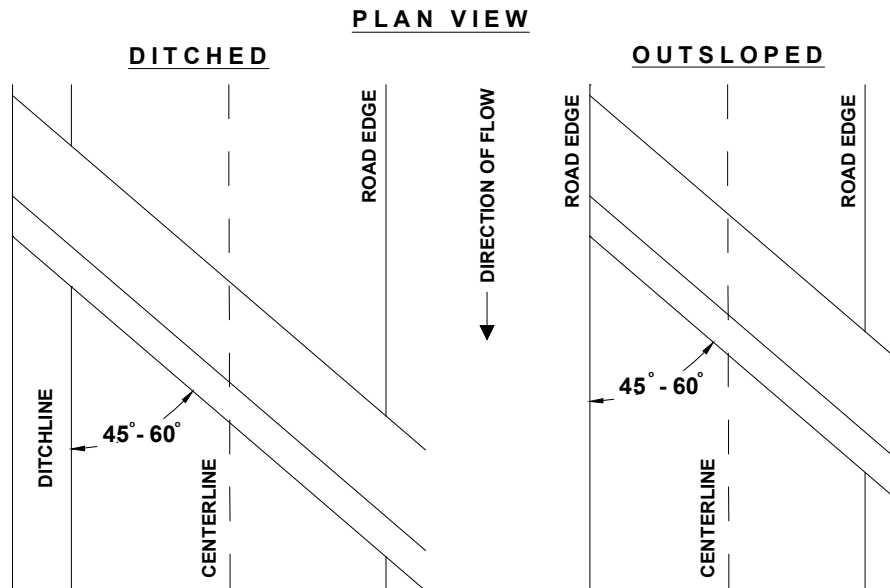 PLAN VIEW
DITCHED
OUTSLOPED
ROAD EDGE
DIRECTION OF FLOW
ROAD EDGE
ROAD EDGE
45° - 60°
45° - 60°
DITCHLINE
CENTERLINE
CENTERLINE